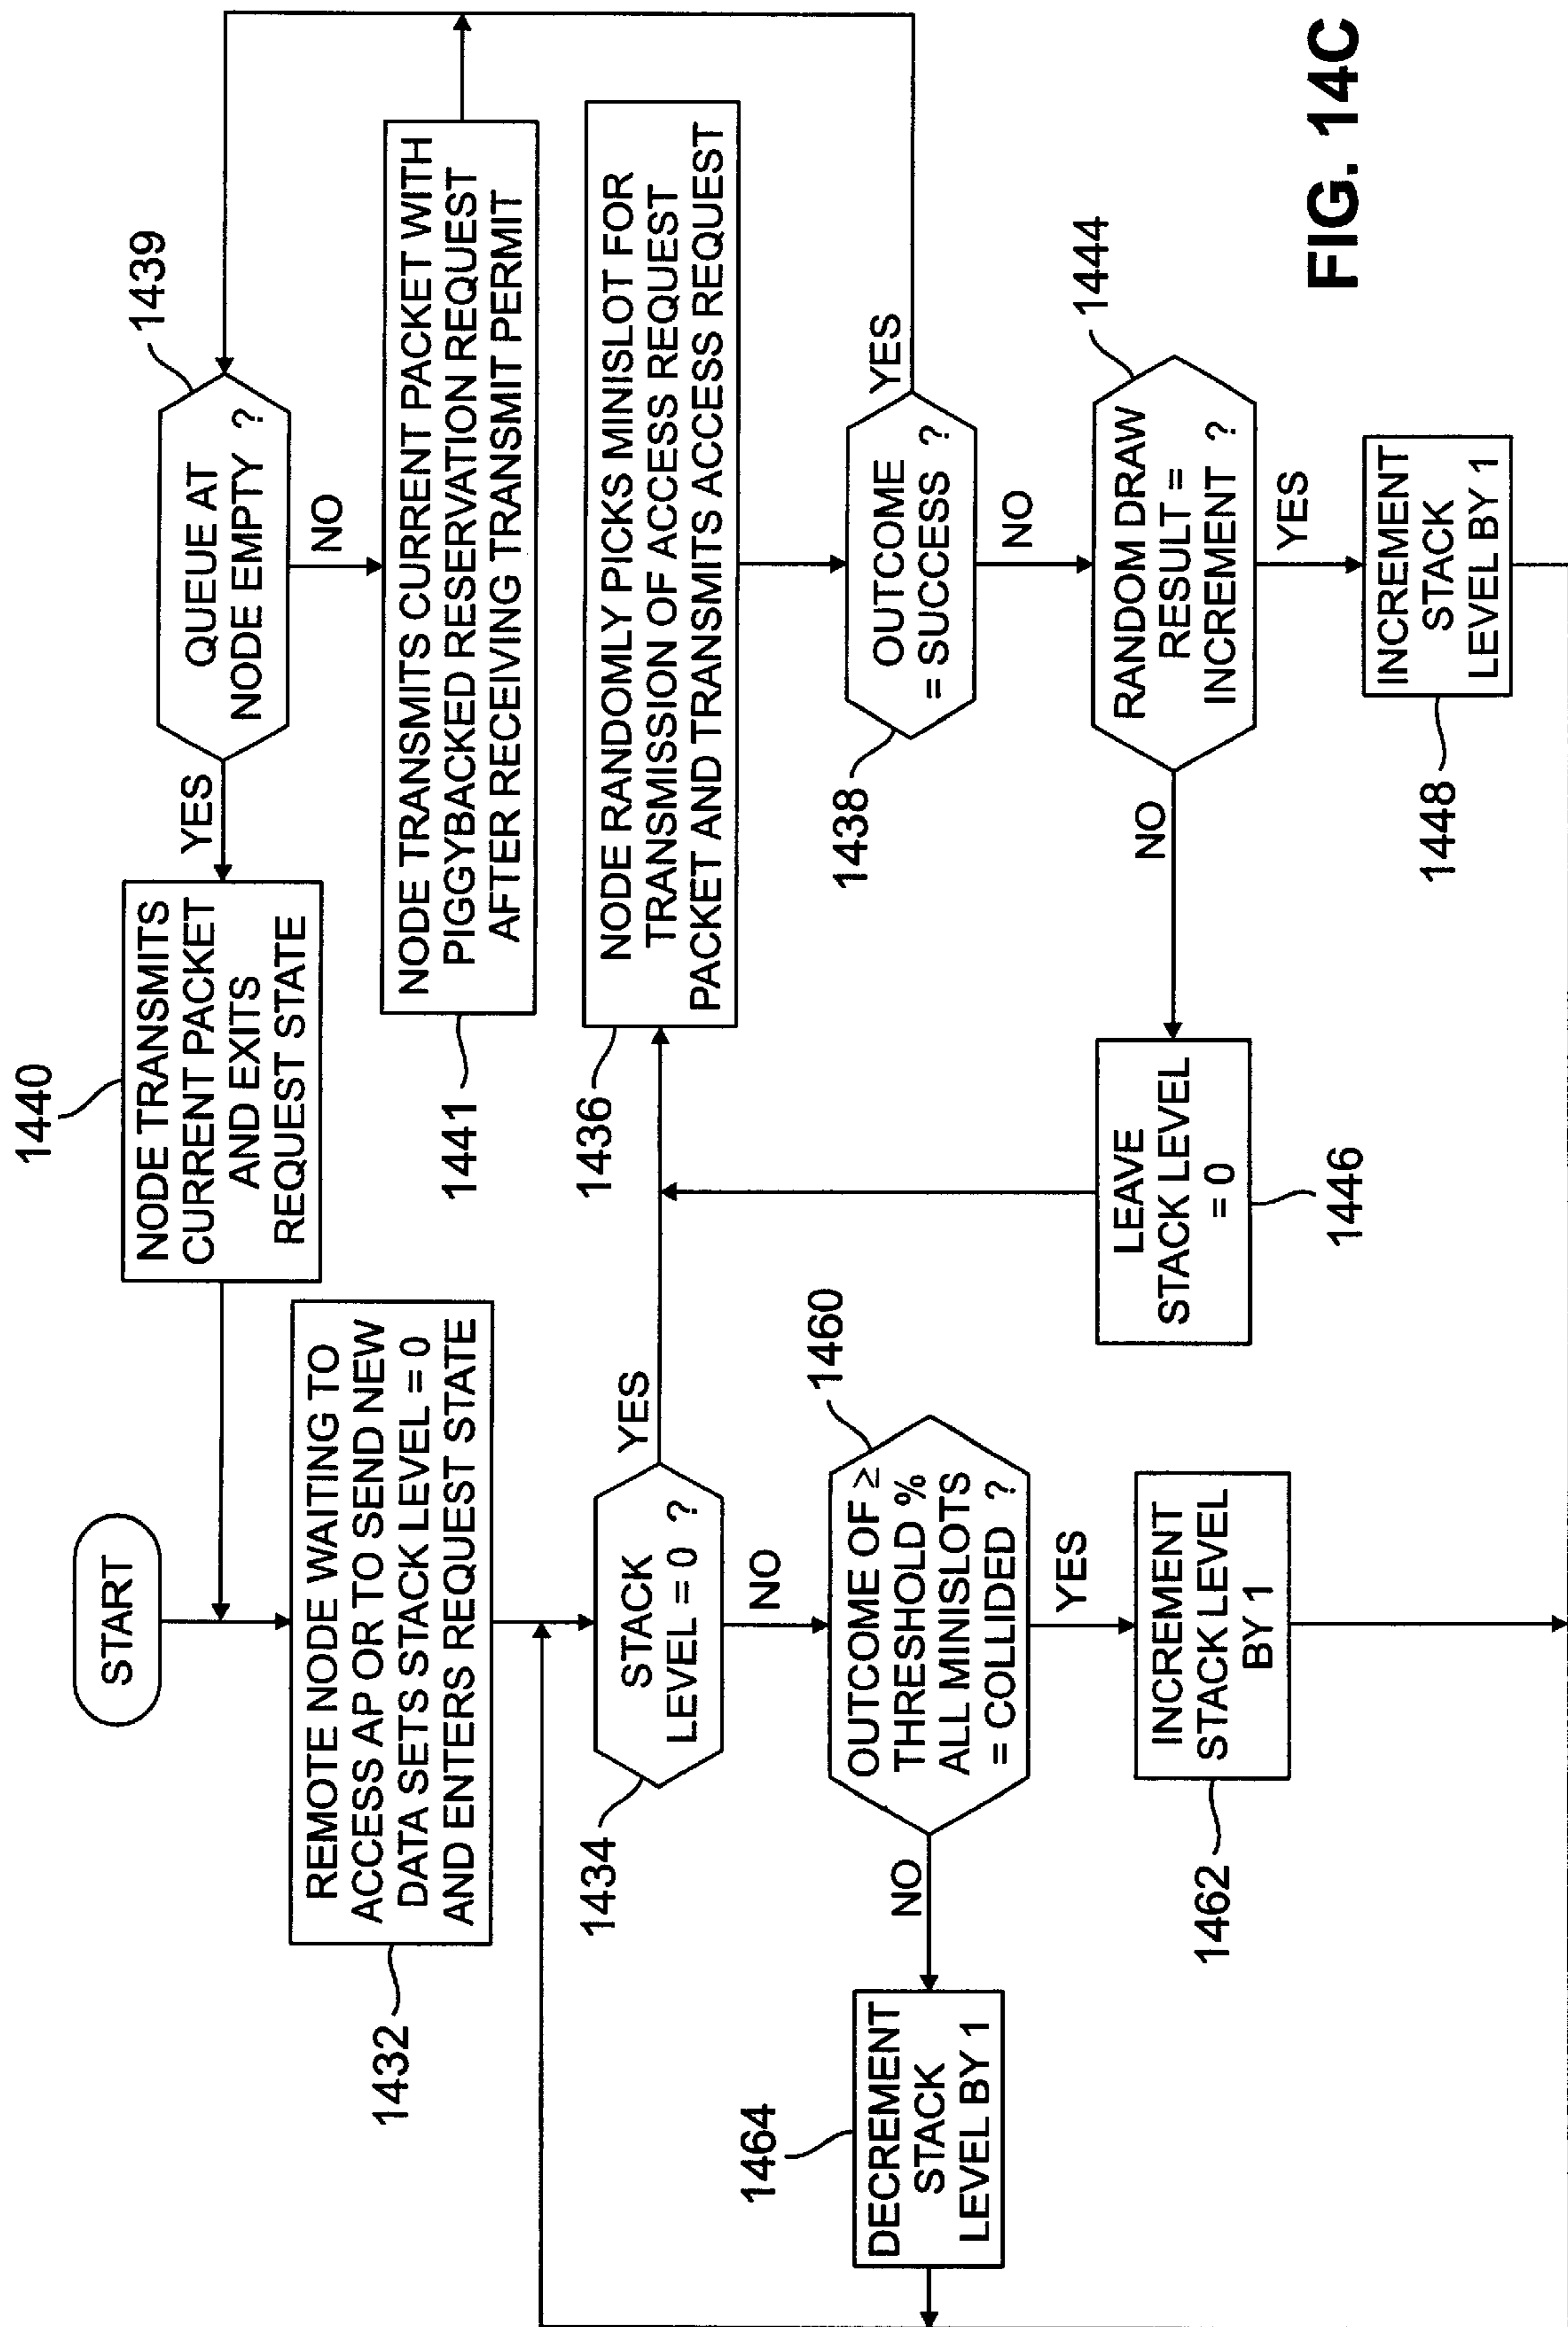 START
REMOTE NODE WAITING TO
ACCESS AP OR TO SEND NEW
DATA SETS STACK LEVEL = 0
AND ENTERS REQUEST STATE
1432
NODE TRANSMITS
CURRENT PACKET
AND EXITS
REQUEST STATE
1440
YES
QUEUE AT
NODE EMPTY ?
1439
NO
NODE TRANSMITS CURRENT PACKET WITH
PIGGYBACKED RESERVATION REQUEST
AFTER RECEIVING TRANSMIT PERMIT
1441
STACK
LEVEL = 0 ?
1434
YES
NO
NODE RANDOMLY PICKS MINISLOT FOR
TRANSMISSION OF ACCESS REQUEST
PACKET AND TRANSMITS ACCESS REQUEST
1436
OUTCOME
= SUCCESS ?
1438
YES
NO
OUTCOME OF ≥
THRESHOLD %
ALL MINISLOTS
= COLLIDED ?
1460
NO
YES
DECREMENT
STACK
LEVEL BY 1
1464
INCREMENT
STACK LEVEL
BY 1
1462
LEAVE
STACK LEVEL
= 0
1446
NO
RANDOM DRAW
RESULT =
INCREMENT ?
1444
YES
INCREMENT
STACK
LEVEL BY 1
1448
FIG. 14C